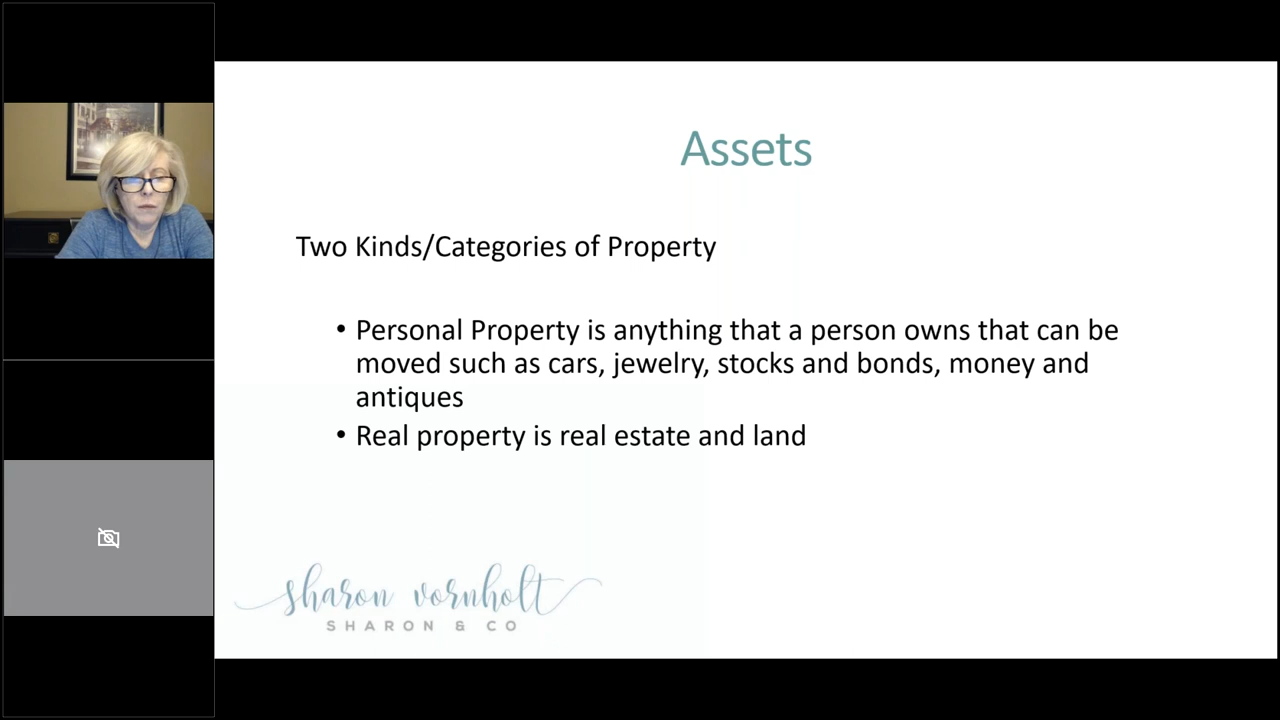 Assets
Two Kinds/Categories of Property
• Personal Property is anything that a person owns that can be
moved such as cars, jewelry, stocks and bonds, money and
antiques
• Real property is real estate and land
sharon vornholt
SHARON & CO